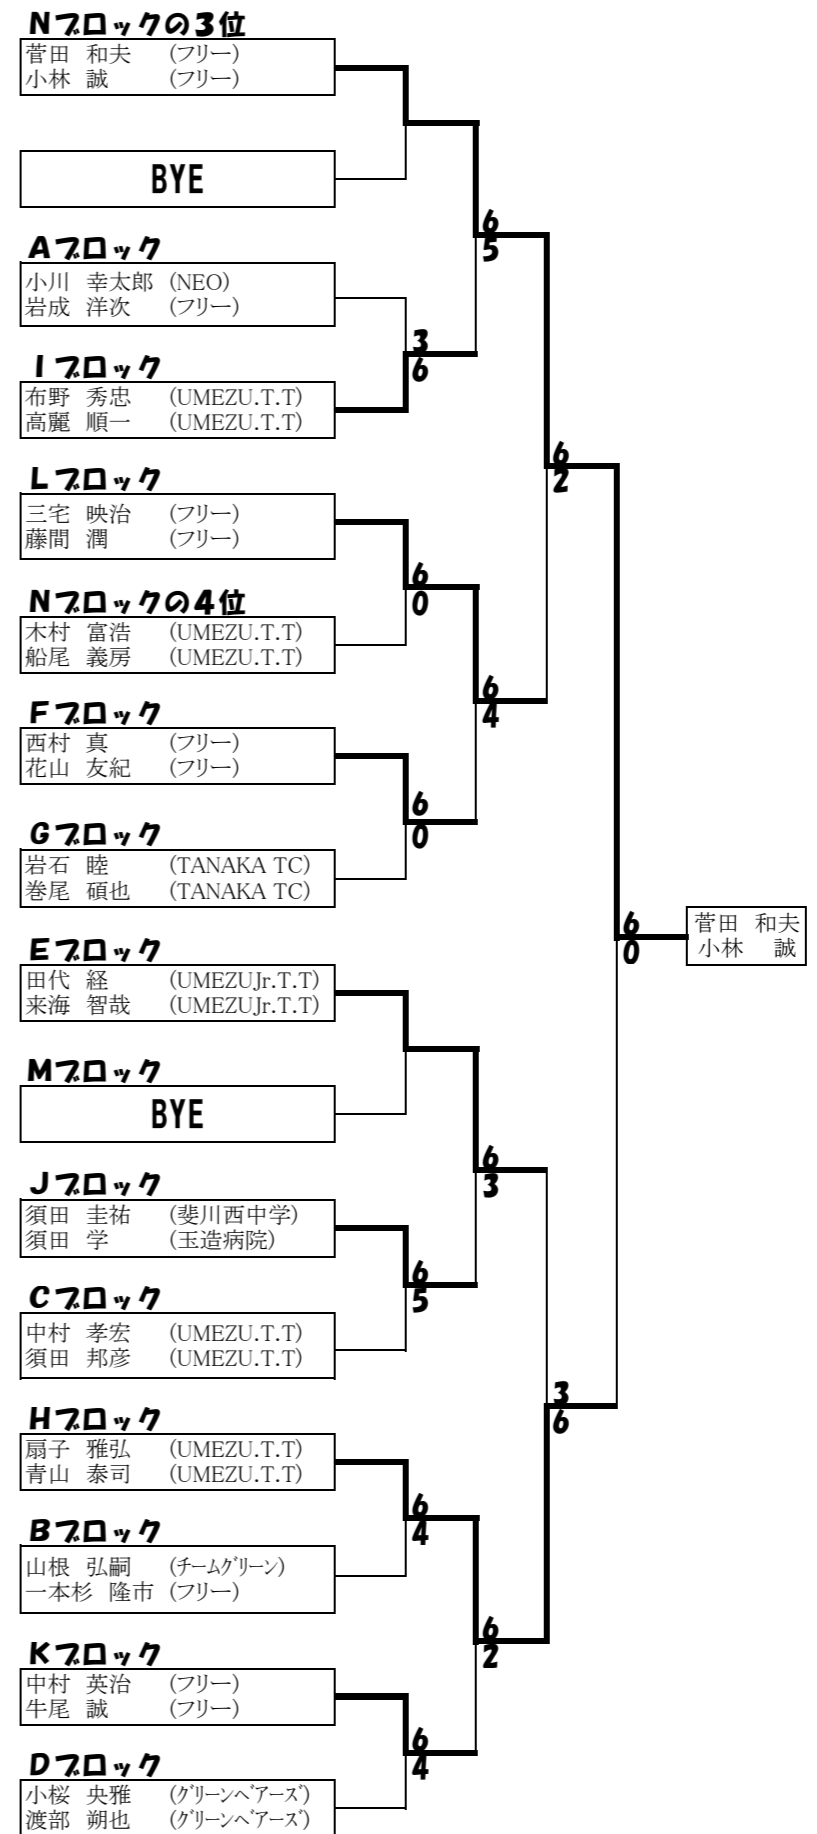 Nブロックの3位
菅田 和夫 (フリー)
小林 誠 (フリー)
BYE
Aブロック
小川 幸太郎 (NEO)
岩成 洋次 (フリー)
Iブロック
布野 秀忠 (UMEZU.T.T)
高麗 順一 (UMEZU.T.T)
Lブロック
三宅 映治 (フリー)
藤間 潤 (フリー)
Nブロックの4位
木村 富浩 (UMEZU.T.T)
船尾 義房 (UMEZU.T.T)
Fブロック
西村 真 (フリー)
花山 友紀 (フリー)
Gブロック
岩石 睦 (TANAKA TC)
巻尾 碩也 (TANAKA TC)
Eブロック
田代 経 (UMEZUJr.T.T)
来海 智哉 (UMEZUJr.T.T)
Mブロック
BYE
Jブロック
須田 圭祐 (斐川西中学)
須田 学 (玉造病院)
Cブロック
中村 孝宏 (UMEZU.T.T)
須田 邦彦 (UMEZU.T.T)
Hブロック
扇子 雅弘 (UMEZU.T.T)
青山 泰司 (UMEZU.T.T)
Bブロック
山根 弘嗣 (ﾁｰﾑｸﾞﾘｰﾝ)
一本杉 隆市 (フリー)
Kブロック
中村 英治 (フリー)
牛尾 誠 (フリー)
Dブロック
小桜 央雅 (ｸﾞﾘｰﾝﾍﾞｱｰｽﾞ)
渡部 朔也 (ｸﾞﾘｰﾝﾍﾞｱｰｽﾞ)
3
6
6
0
6
0
6
5
6
4
6
4
6
5
6
4
6
3
6
2
6
2
3
6
6
0
菅田 和夫
小林 誠